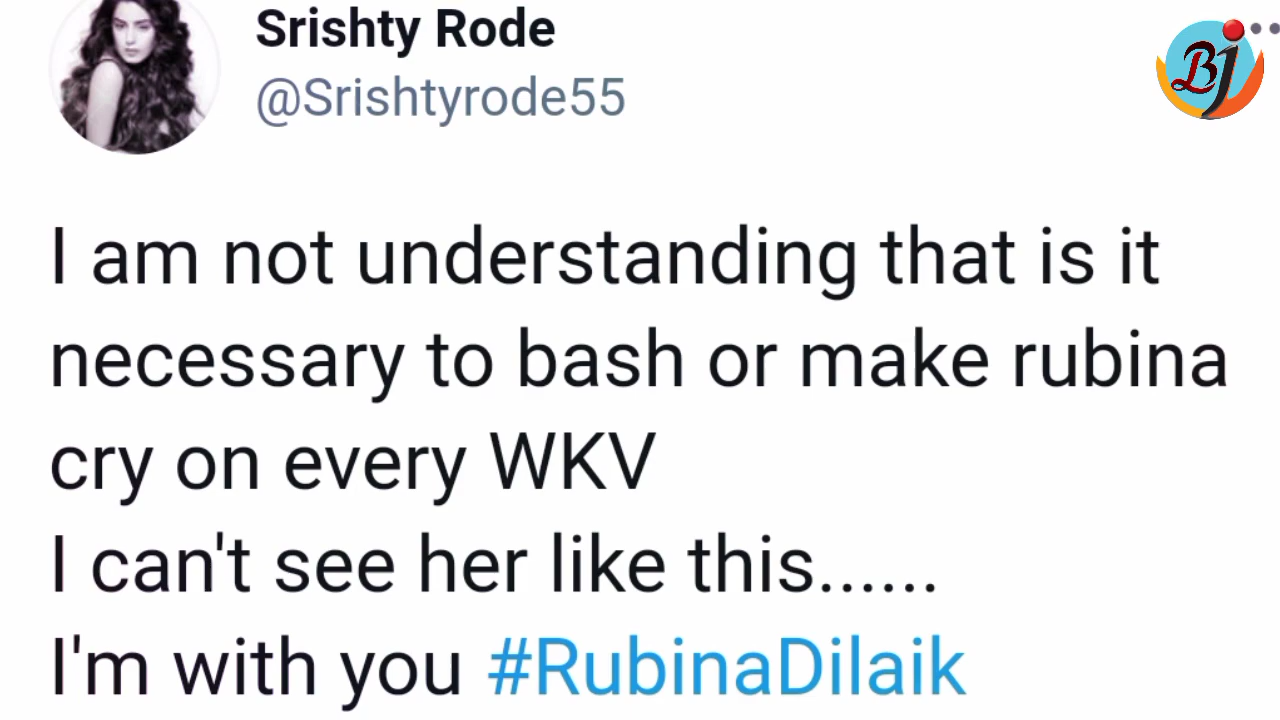 Srishty Rode
@Srishtyrode55
Bj
I am not understanding that is it
necessary to bash or make rubina
cry on every WKV
I can't see her like this......
I'm with you #RubinaDilaik